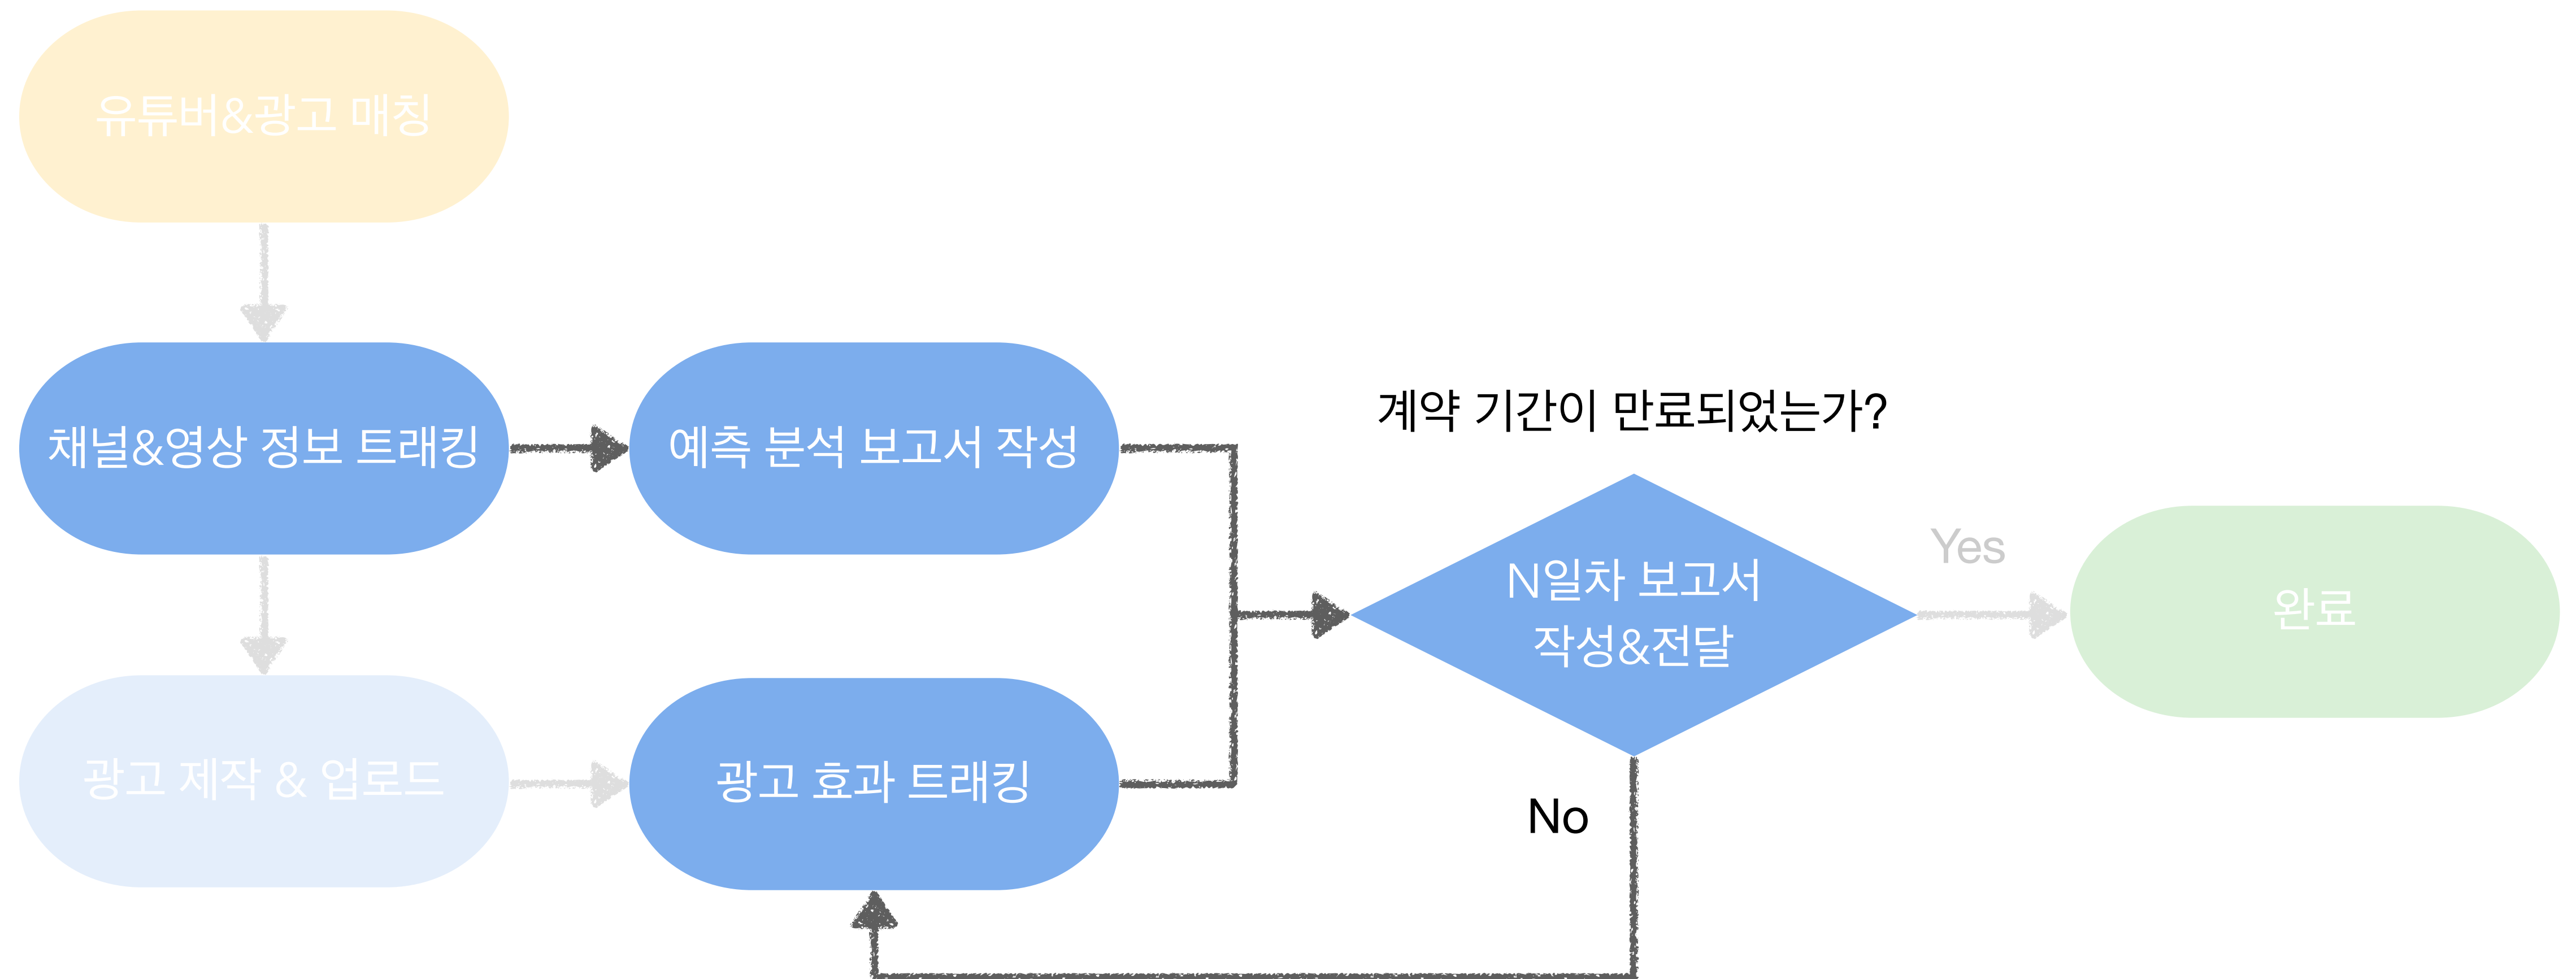 유튜버&광고 매칭
채널&영상 정보 트래킹
예측 분석 보고서 작성
계약 기간이 만료되었는가?
N일차 보고서
작성&전달
Yes
완료
광고 제작 & 업로드
광고 효과 트래킹
No